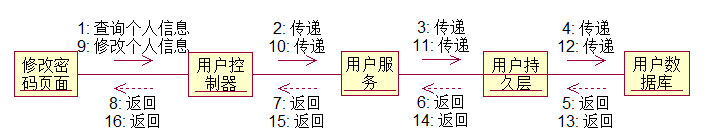 1: 查询个人信息
9: 修改个人信息
2: 传递
10: 传递
3: 传递
11: 传递
4: 传递
12: 传递
修改密
码页面
用户控
制器
用户服
务
用户持
久层
用户数
据库
8: 返回
16: 返回
7: 返回
15: 返回
6: 返回
14: 返回
5: 返回
13: 返回